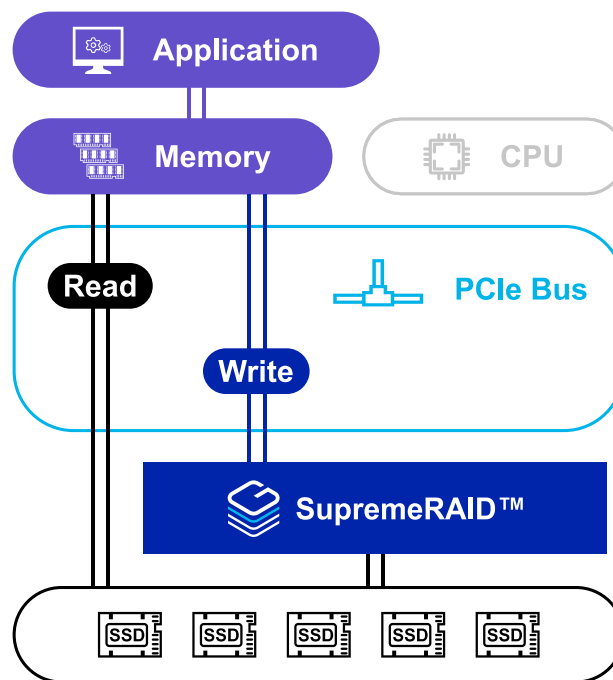 Application
Memory
CPU
Read
PCIe Bus
Write
SupremeRAID™
SSD SSD SSD SSD SSD